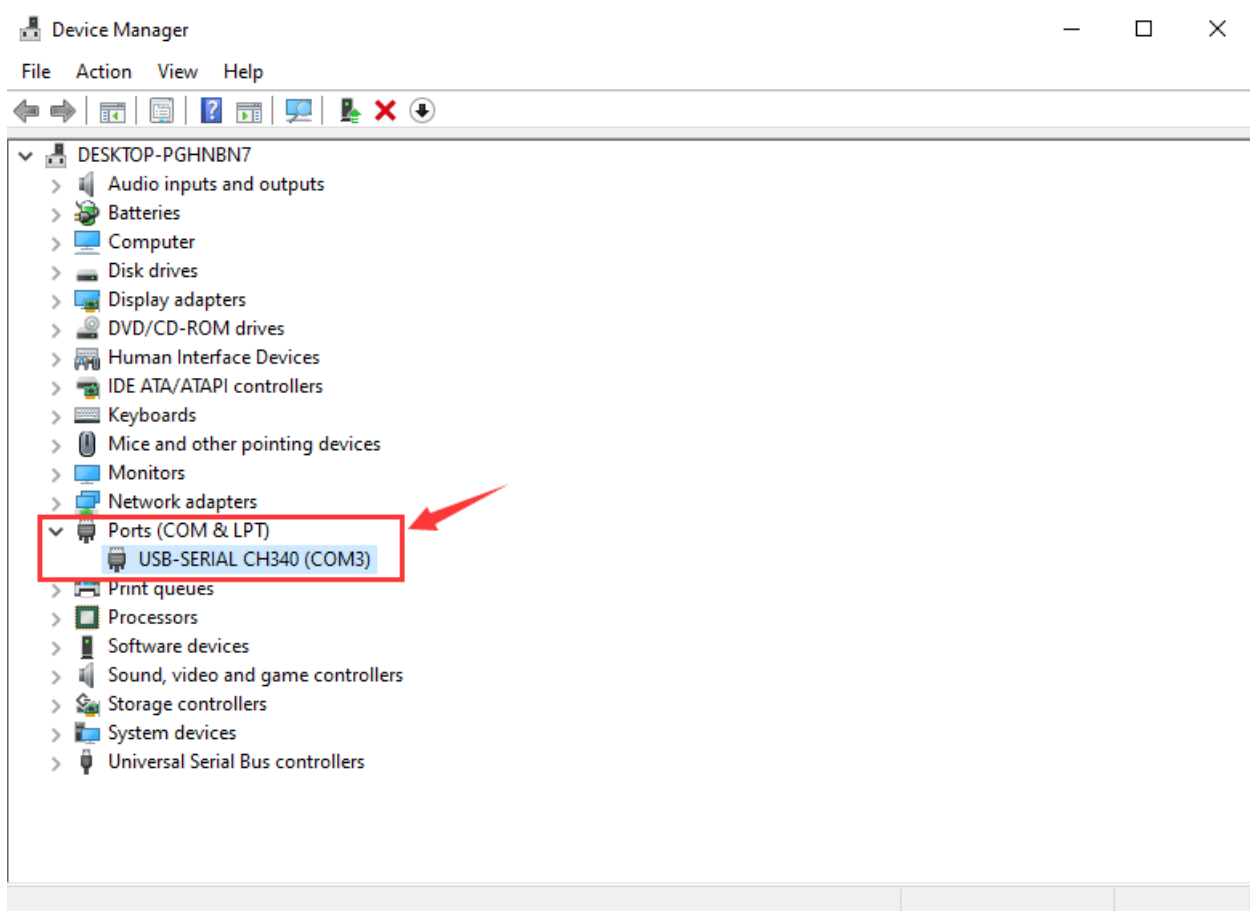 Device Manager
File Action View Help
DESKTOP-PGHNBN7
Audio inputs and outputs
Batteries
Computer
Disk drives
Display adapters
DVD/CD-ROM drives
Human Interface Devices
IDE ATA/ATAPI controllers
Keyboards
Mice and other pointing devices
Monitors
Network adapters
Ports (COM & LPT)
USB-SERIAL CH340 (COM3)
Print queues
Processors
Software devices
Sound, video and game controllers
Storage controllers
System devices
Universal Serial Bus controllers